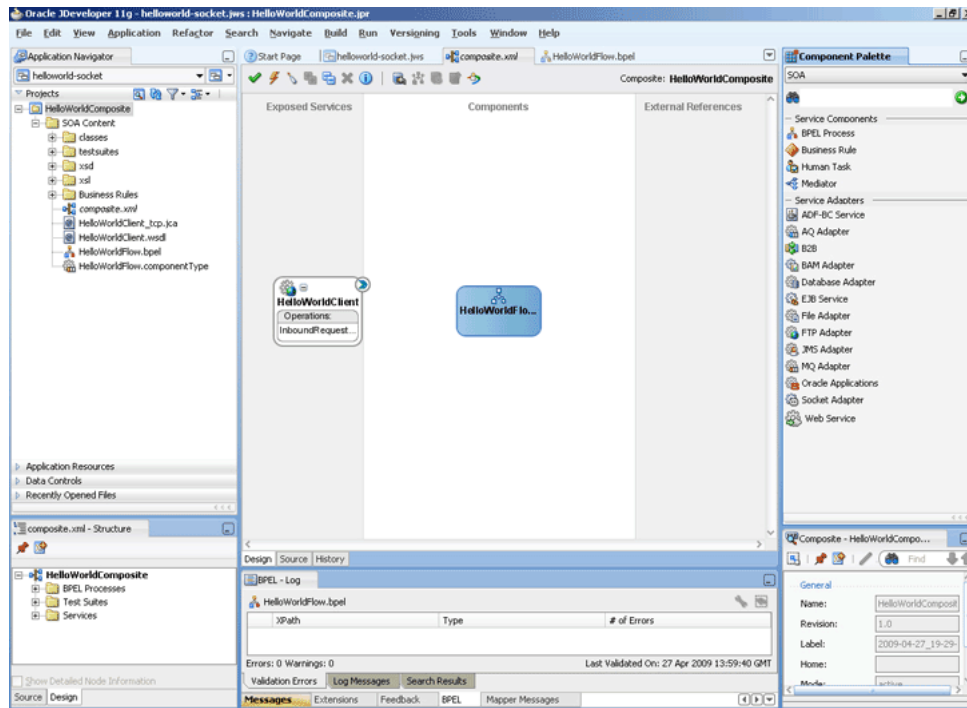 Oracle JDeveloper 11g - helloworld-socket.jws : HelloWorldComposite.jpr
File Edit View Application Refactor Search Navigate Build Run Versioning Tools Window Help
Application Navigator
helloworld-socket
Projects
HelloWorldComposite
SOA Content
classes
testsuites
xsd
xsl
Business Rules
composite.xml
HelloWorldClient_tcp.jca
HelloWorldClient.wsdl
HelloWorldFlow.bpel
HelloWorldFlow.componentType
Application Resources
Data Controls
Recently Opened Files
composite.xml - Structure
HelloWorldComposite
BPEL Processes
Test Suites
Services
Show Detailed Node Information
Source Design
Start Page helloworld-socket.jws composite.xml HelloWorldFlow.bpel
Composite: HelloWorldComposite
Exposed Services Components External References
HelloWorldClient
Operations:
InboundRequest...
HelloWorldFlo...
Design Source History
BPEL - Log
HelloWorldFlow.bpel
XPath Type # of Errors
Errors: 0 Warnings: 0 Last Validated On: 27 Apr 2009 13:59:40 GMT
Validation Errors Log Messages Search Results
Messages Extensions Feedback BPEL Mapper Messages
Component Palette
SOA
Service Components
BPEL Process
Business Rule
Human Task
Mediator
Service Adapters
ADF-BC Service
AQ Adapter
B2B
BAM Adapter
Database Adapter
EJB Service
File Adapter
FTP Adapter
JMS Adapter
MQ Adapter
Oracle Applications
Socket Adapter
Web Service
Composite - HelloWorldCompo...
Find
General
Name: HelloWorldComposit
Revision: 1.0
Label: 2009-04-27_19-29-
Home:
Mode: active